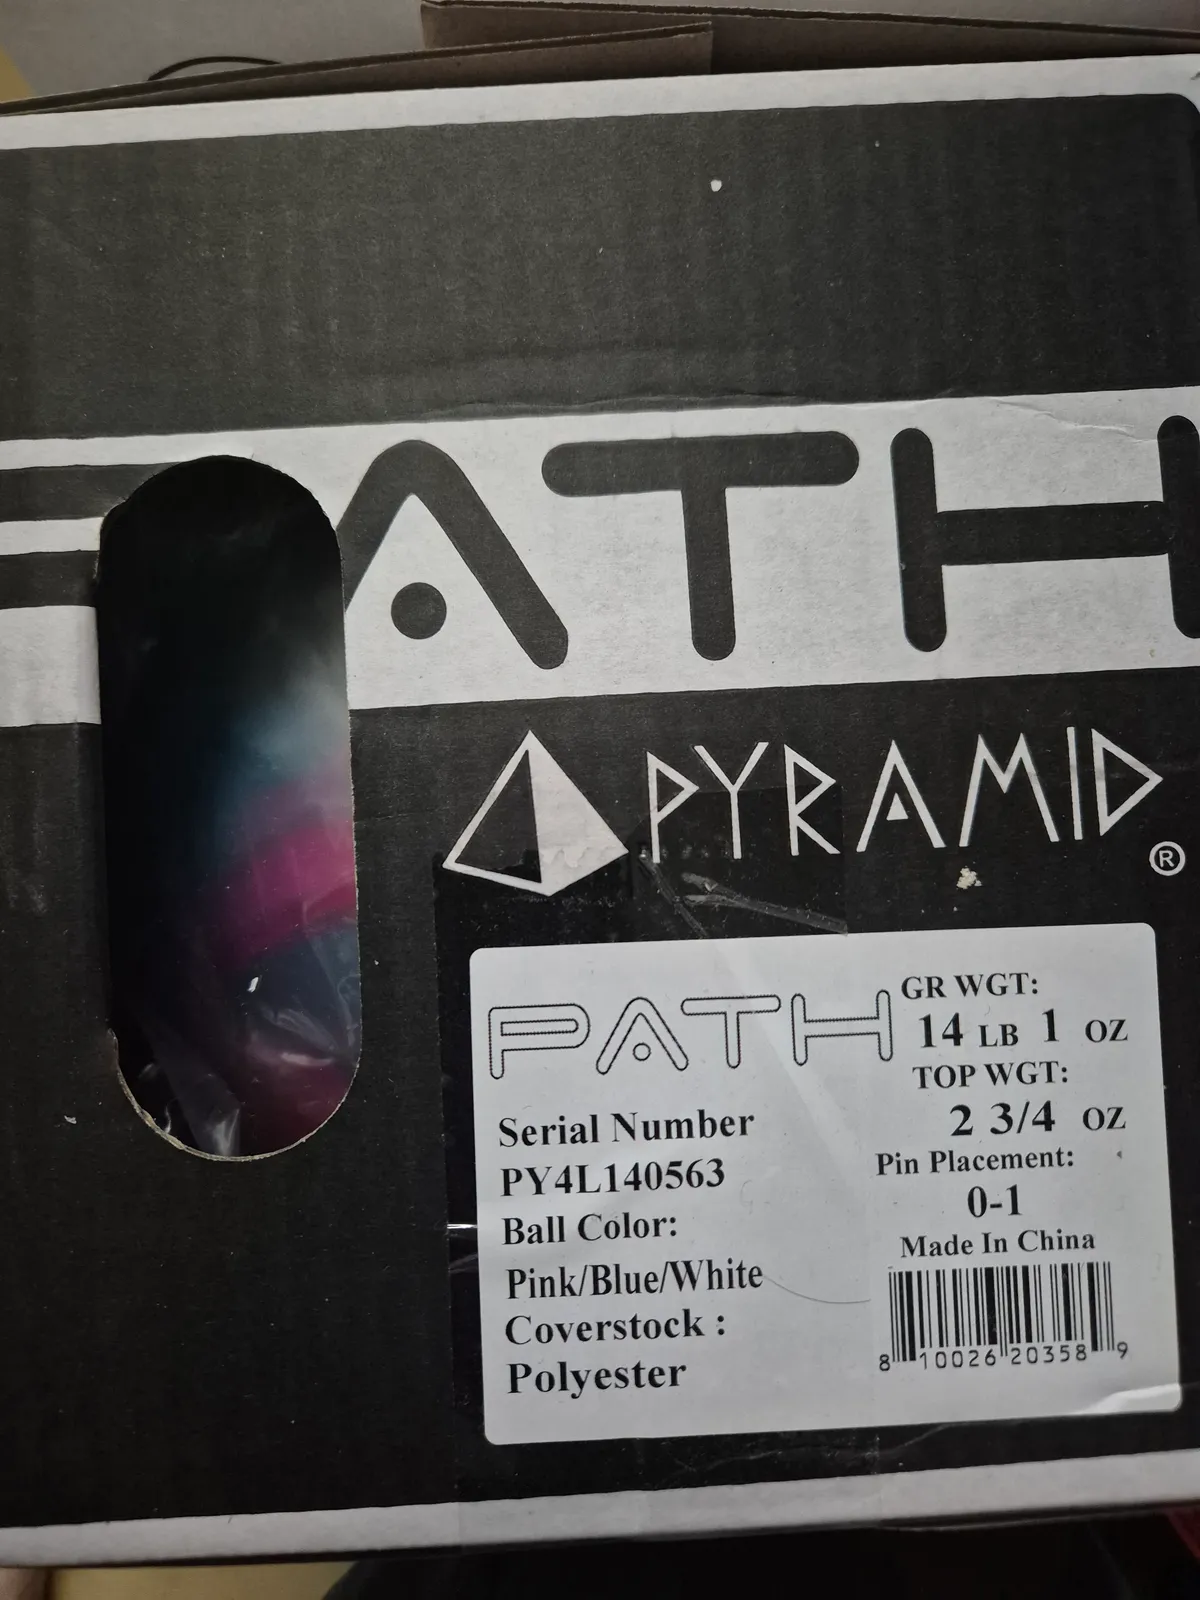 PATH
PYRAMID®
PATH
Serial Number
PY4L140563
Ball Color:
Pink/Blue/White
Coverstock :
Polyester
GR WGT:
14 LB 1 OZ
TOP WGT:
2 3/4 OZ
Pin Placement:
0-1
Made In China
8 10026 20358 9